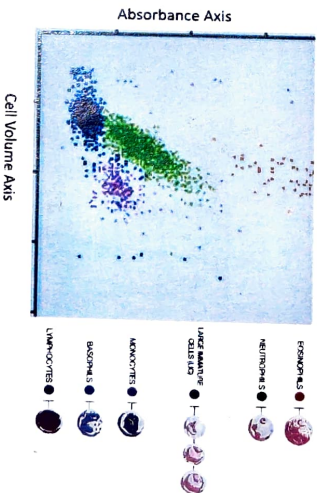 Absorbance Axis
Cell Volume Axis
EOSINOPHILS
NEUTROPHILS
LARGE IMMATURE
CELLS (LIC)
MONOCYTES
BASOPHILS
LYMPHOCYTES